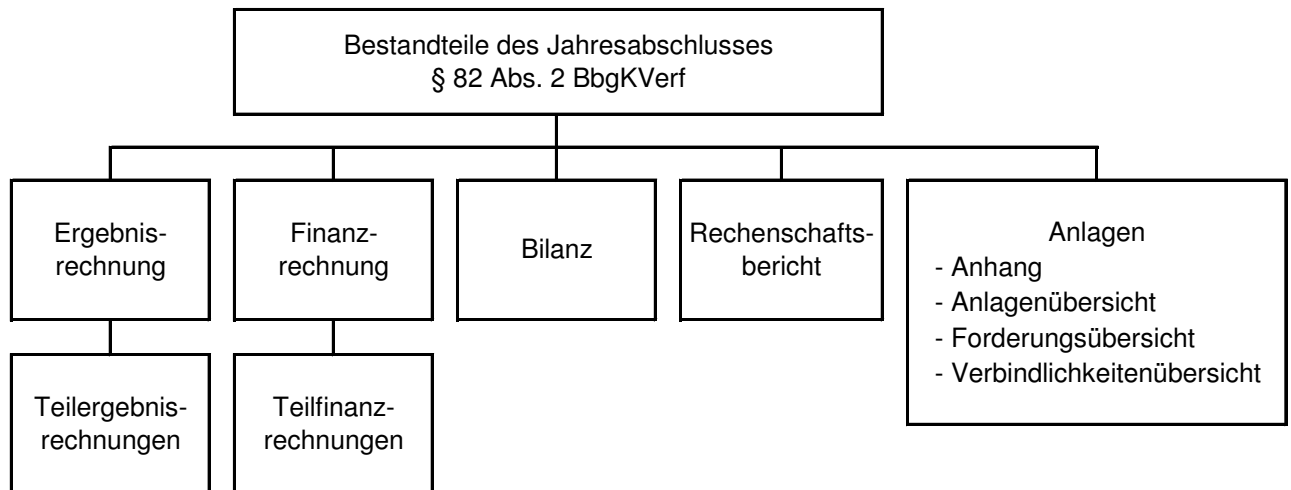 Bestandteile des Jahresabschlusses
§ 82 Abs. 2 BbgKVerf
Ergebnis-
rechnung
Finanz-
rechnung
Bilanz
Rechenschafts-
bericht
Anlagen
- Anhang
- Anlagenübersicht
- Forderungsübersicht
- Verbindlichkeitenübersicht
Teilergebnis-
rechnungen
Teilfinanz-
rechnungen